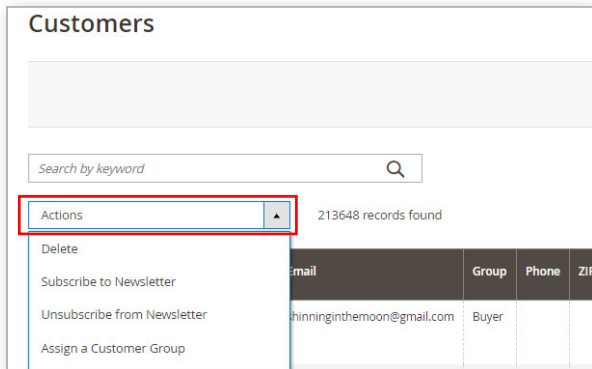 Customers
Search by keyword
Actions
213648 records found
Delete
Subscribe to Newsletter
Unsubscribe from Newsletter
Assign a Customer Group
Group Phone
shinninginthemoon@gmail.com Buyer